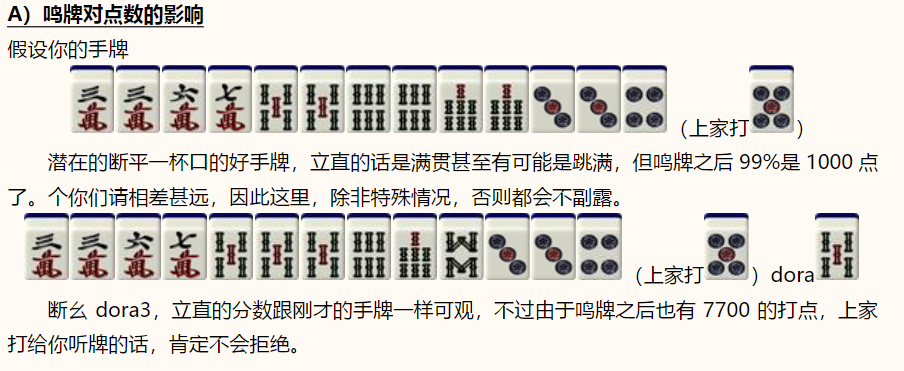 A）鸣牌对点数的影响
假设你的手牌
三萬 三萬 六萬 七萬 （上家打 ）
潜在的断平一杯口的好手牌，立直的话是满贯甚至有可能是跳满，但鸣牌之后 99%是 1000 点
了。个你们请相差甚远，因此这里，除非特殊情况，否则都会不副露。
三萬 三萬 六萬 七萬 （上家打 ）dora
断幺 dora3，立直的分数跟刚才的手牌一样可观，不过由于鸣牌之后也有 7700 的打点，上家
打给你听牌的话，肯定不会拒绝。